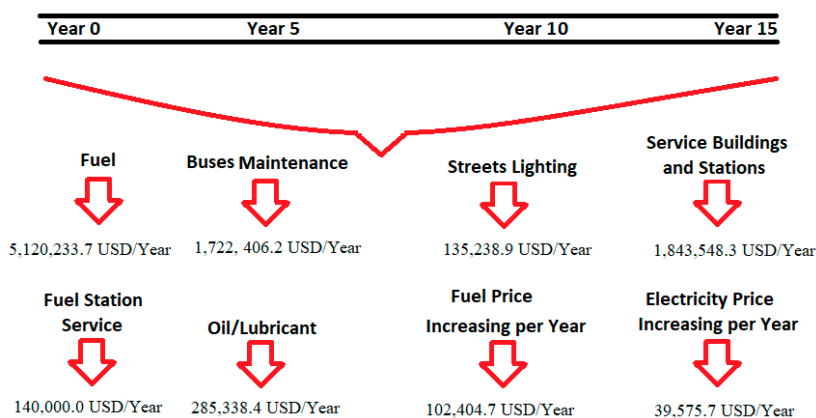 Year 0 Year 5 Year 10 Year 15
Fuel
Buses Maintenance
Streets Lighting
Service Buildings
and Stations
5,120,233.7 USD/Year
1,722, 406.2 USD/Year
135,238.9 USD/Year
1,843,548.3 USD/Year
Fuel Station
Service
Oil/Lubricant
Fuel Price
Increasing per Year
Electricity Price
Increasing per Year
140,000.0 USD/Year
285,338.4 USD/Year
102,404.7 USD/Year
39,575.7 USD/Year